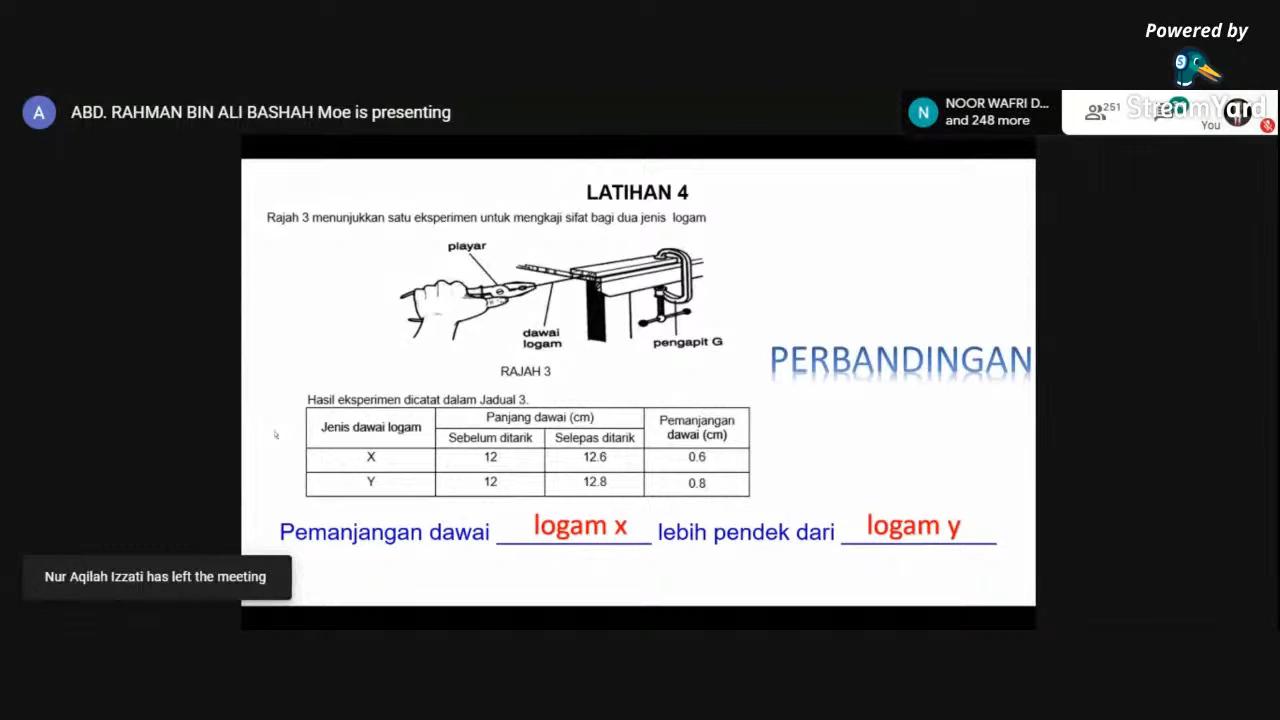 Powered by
StreamYard
A
ABD. RAHMAN BIN ALI BASHAH Moe is presenting
N
NOOR WAFRI D...
and 248 more
251
You
LATIHAN 4
Rajah 3 menunjukkan satu eksperimen untuk mengkaji sifat bagi dua jenis logam
playar
dawai
logam
pengapit G
RAJAH 3
PERBANDINGAN
Hasil eksperimen dicatat dalam Jadual 3.
Jenis dawai logam
Panjang dawai (cm)
Pemanjangan
dawai (cm)
Sebelum ditarik
Selepas ditarik
X 12 12.6 0.6
Y 12 12.8 0.8
Pemanjangan dawai logam x lebih pendek dari logam y
Nur Aqilah Izzati has left the meeting